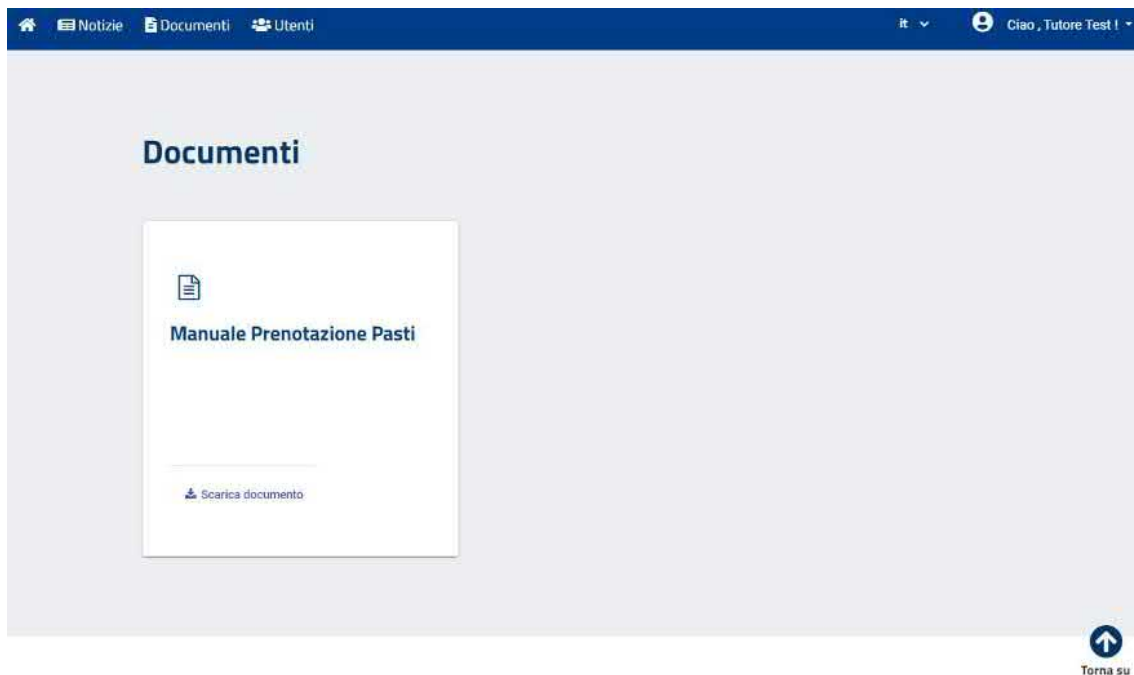 Notizie Documenti Utenti it Ciao , Tutore Test !
Documenti
Manuale Prenotazione Pasti
Scarica documento
Torna su